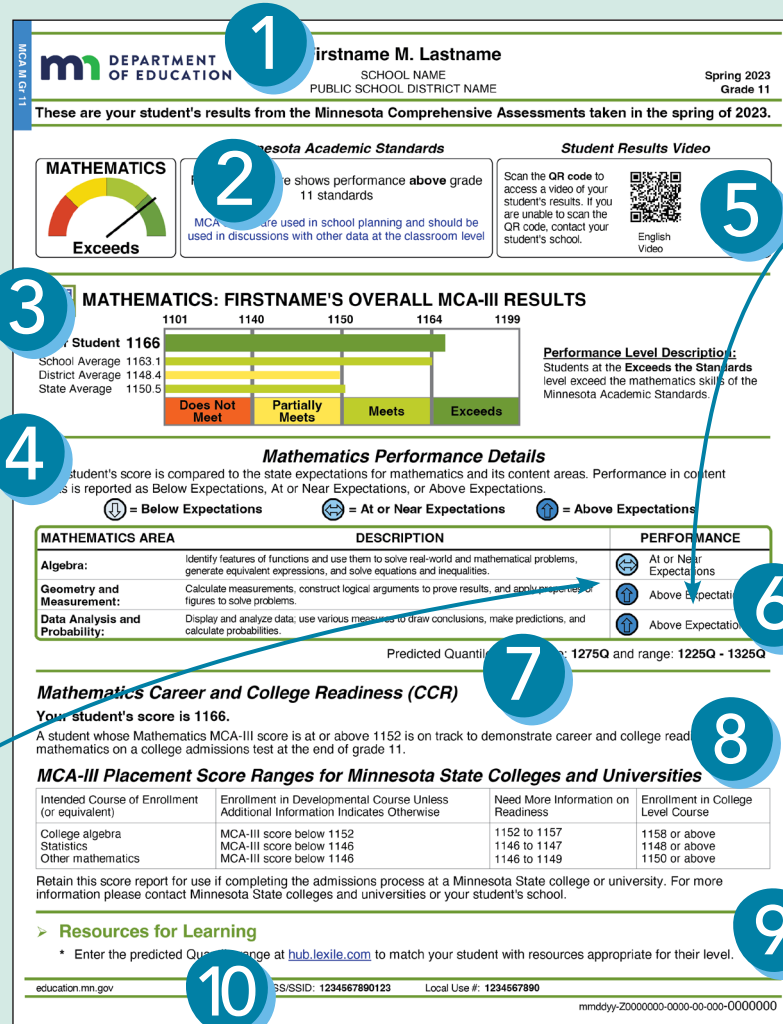 MCA M Gr 11
1
mn DEPARTMENT
OF EDUCATION
Firstname M. Lastname
SCHOOL NAME
PUBLIC SCHOOL DISTRICT NAME
Spring 2023
Grade 11
These are your student's results from the Minnesota Comprehensive Assessments taken in the spring of 2023.
MATHEMATICS
Exceeds
2
Academic Standards
shows performance above grade
11 standards
MCA are used in school planning and should be
used in discussions with other data at the classroom level
Student Results Video
Scan the QR code to
access a video of your
student's results. If you
are unable to scan the
QR code, contact your
student's school.
English
Video
5
3
MATHEMATICS: FIRSTNAME'S OVERALL MCA-III RESULTS
1101 1140 1150 1164 1199
Student 1166
School Average 1163.1
District Average 1148.4
State Average 1150.5
Does Not
Meet
Partially
Meets
Meets
Exceeds
Performance Level Description:
Students at the Exceeds the Standards
level exceed the mathematics skills of the
Minnesota Academic Standards.
4
Mathematics Performance Details
student's score is compared to the state expectations for mathematics and its content areas. Performance in content
is reported as Below Expectations, At or Near Expectations, or Above Expectations.
= Below Expectations = At or Near Expectations = Above Expectations
MATHEMATICS AREA DESCRIPTION PERFORMANCE
Algebra:
Identify features of functions and use them to solve real-world and mathematical problems,
generate equivalent expressions, and solve equations and inequalities.
At or Near
Expectations
Geometry and
Measurement:
Calculate measurements, construct logical arguments to prove results, and apply properties of
figures to solve problems.
Above
Data Analysis and
Probability:
Display and analyze data; use various measures to draw conclusions, make predictions, and
calculate probabilities.
Above
6
Predicted Quantile : 1275Q and range: 1225Q - 1325Q
7
Mathematics Career and College Readiness (CCR)
Your student's score is 1166.
A student whose Mathematics MCA-III score is at or above 1152 is on track to demonstrate career and college
mathematics on a college admissions test at the end of grade 11.
8
MCA-III Placement Score Ranges for Minnesota State Colleges and Universities
Intended Course of Enrollment
(or equivalent)
Enrollment in Developmental Course Unless
Additional Information Indicates Otherwise
Need More Information on
Readiness
Enrollment in College
Level Course
College algebra MCA-III score below 1152 1152 to 1157 1158 or above
Statistics MCA-III score below 1146 1146 to 1147 1148 or above
Other mathematics MCA-III score below 1146 1146 to 1149 1150 or above
Retain this score report for use if completing the admissions process at a Minnesota State college or university. For more
information please contact Minnesota State colleges and universities or your student's school.
Resources for Learning
* Enter the predicted at hub.lexile.com to match your student with resources appropriate for their level.
9
10
education.mn.gov SS/SSID: 1234567890123 Local Use #: 1234567890
mmddyy-Z0000000-0000-00-000-0000000